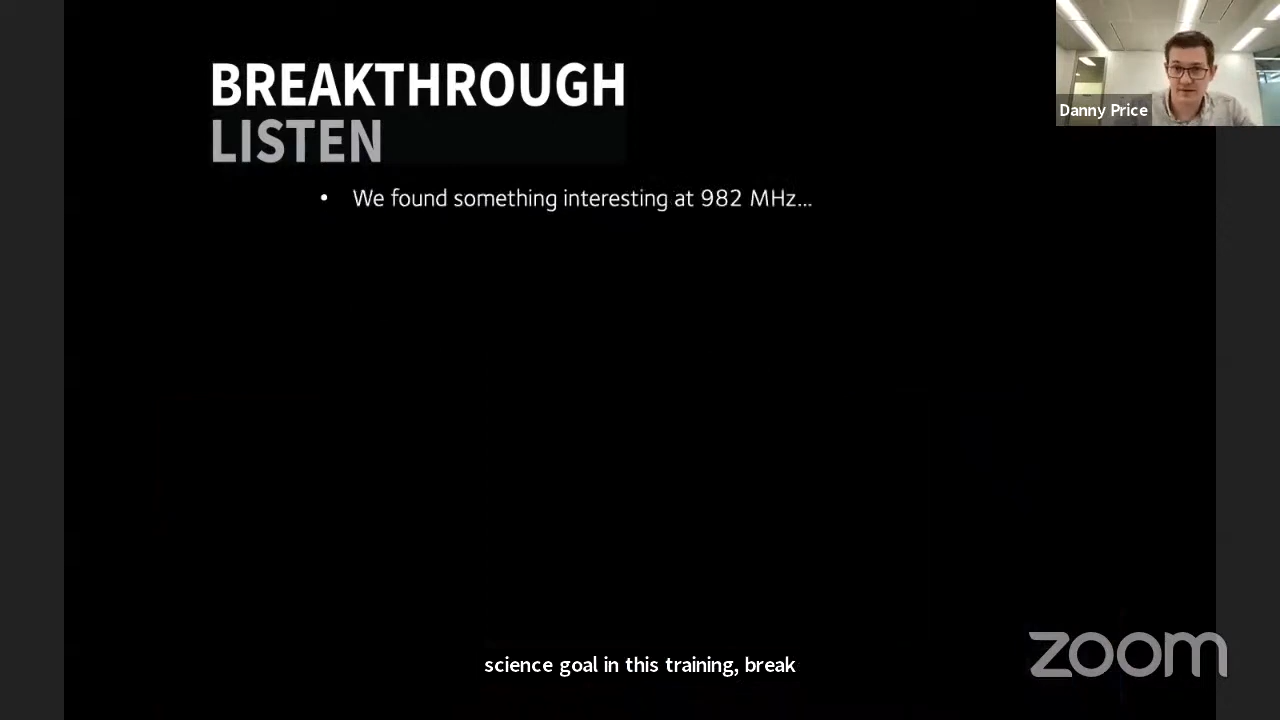 BREAKTHROUGH
LISTEN
Danny Price
• We found something interesting at 982 MHz...
science goal in this training, break
zoom